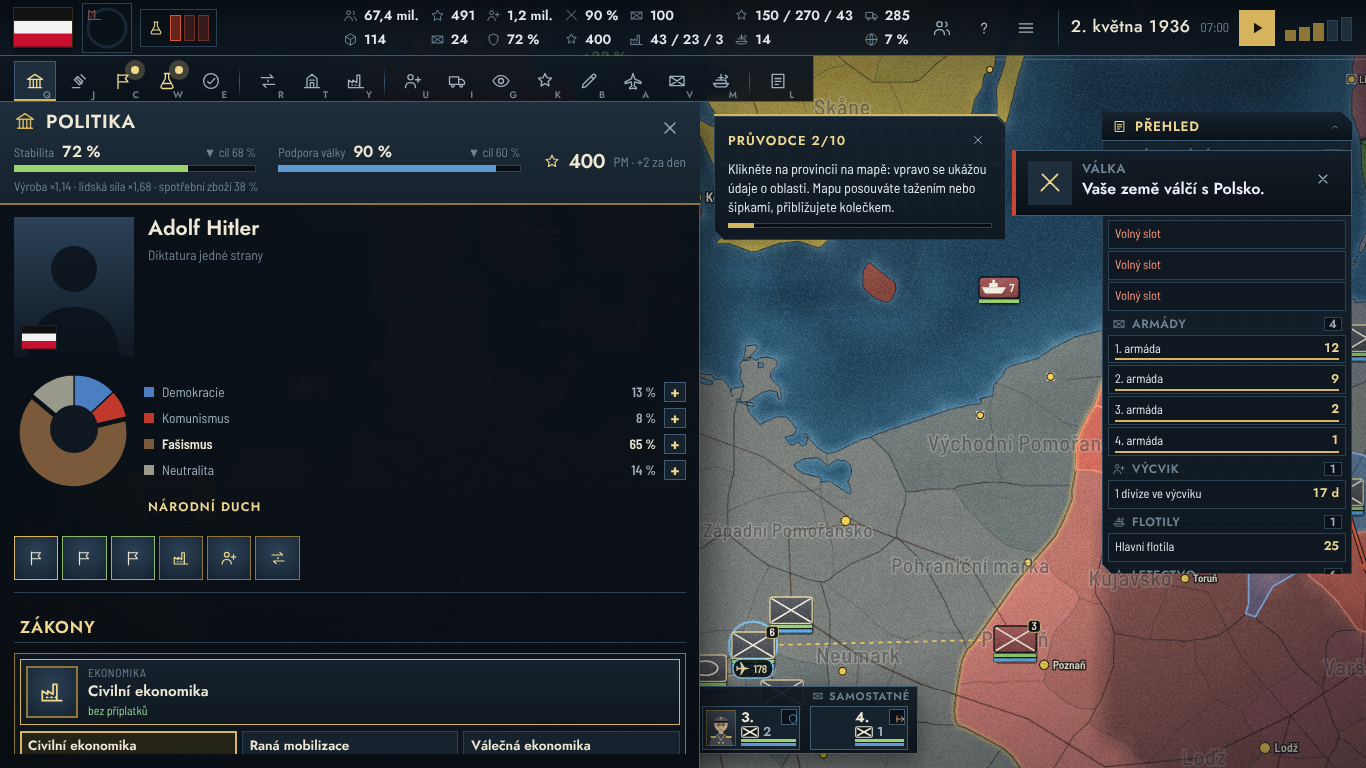 67,4 mil. 491 1,2 mil. 90 % 100 150 / 270 / 43 285
114 24 72 % 400 43 / 23 / 3 14 7 %
? 2. května 1936 07:00
Q J C W E R T Y U I G K B A V M L
POLITIKA
Stabilita 72 % ▼ cíl 68 % Podpora války 90 % ▼ cíl 60 %
400 PM · +2 za den
Výroba ×1,14 · lidská síla ×1,68 · spotřební zboží 38 %
Adolf Hitler
Diktatura jedné strany
Demokracie 13 % +
Komunismus 8 % +
Fašismus 65 % +
Neutralita 14 % +
NÁRODNÍ DUCH
ZÁKONY
EKONOMIKA
Civilní ekonomika
bez příplatků
Civilní ekonomika Raná mobilizace Válečná ekonomika
PRŮVODCE 2/10
Klikněte na provincii na mapě: vpravo se ukážou
údaje o oblasti. Mapu posouváte tažením nebo
šipkami, přibližujete kolečkem.
PŘEHLED
VÁLKA
Vaše země válčí s Polskem.
Volný slot
Volný slot
Volný slot
ARMÁDY 4
1. armáda 12
2. armáda 9
3. armáda 2
4. armáda 1
VÝCVIK 1
1 divize ve výcviku 17 d
FLOTILY 1
Hlavní flotila 25
LETECTVO
Skåne
7
Východní Pomořan
Západní Pomořansko
Pohraniční marka
Kujavsko
Toruň
6
178
Neumark
3
Poznaň
Varš
Lodž
Lodž
SAMOSTATNÉ
3. 2
4. 1